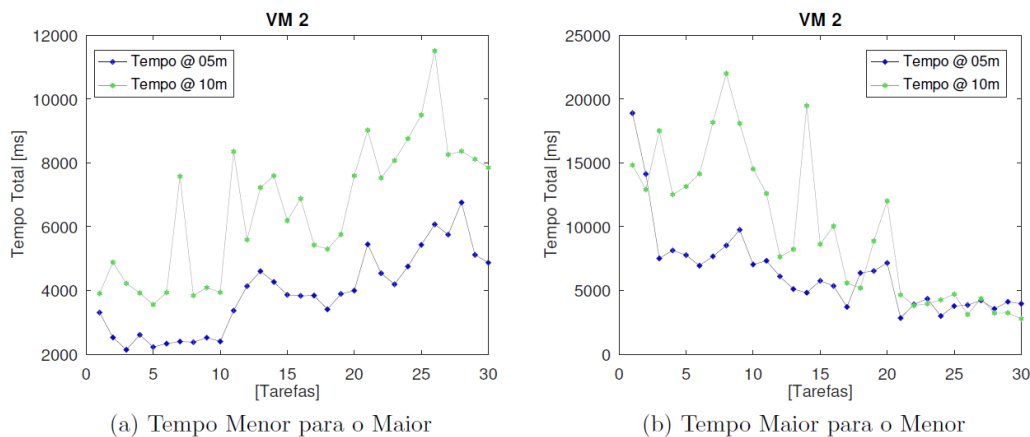 VM 2
12000
10000
8000
6000
4000
2000
Tempo Total [ms]
Tempo @ 05m
Tempo @ 10m
0 5 10 15 20 25 30
[Tarefas]
(a) Tempo Menor para o Maior
VM 2
25000
20000
15000
10000
5000
0
Tempo Total [ms]
Tempo @ 05m
Tempo @ 10m
0 5 10 15 20 25 30
[Tarefas]
(b) Tempo Maior para o Menor